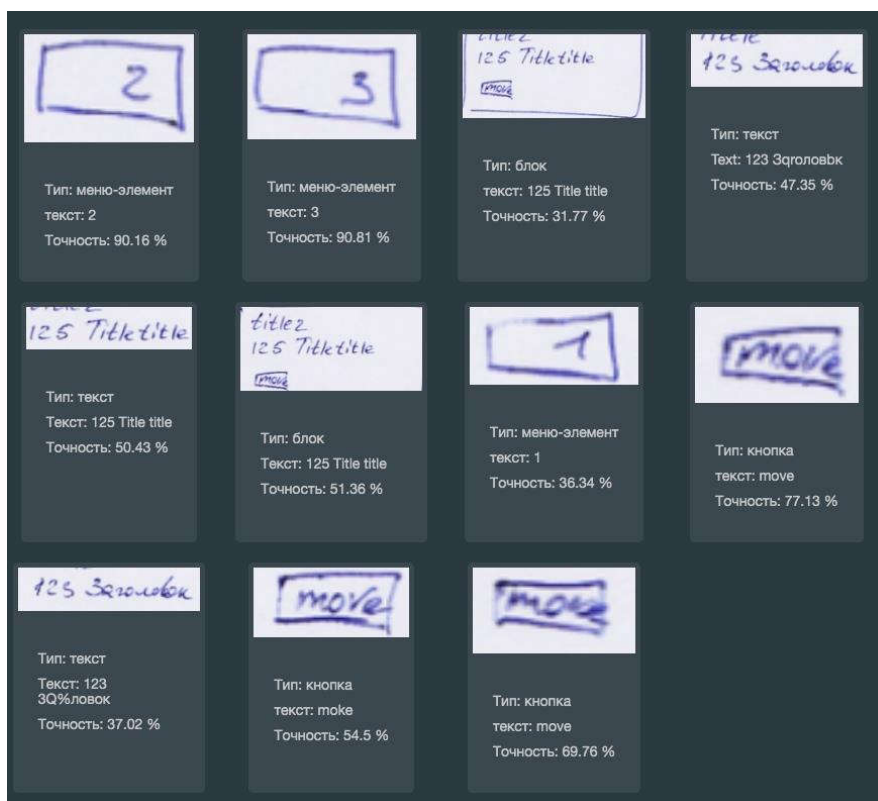 2
Тип: меню-элемент
текст: 2
Точность: 90.16 %
3
Тип: меню-элемент
текст: 3
Точность: 90.81 %
125 Titletitle
move
Тип: блок
текст: 125 Title title
Точность: 31.77 %
123 Заголовок
Тип: текст
Text: 123 Зqроловbк
Точность: 47.35 %
125 Titletitle
Тип: текст
Текст: 125 Title title
Точность: 50.43 %
title2
125 Titletitle
move
Тип: блок
Текст: 125 Title title
Точность: 51.36 %
1
Тип: меню-элемент
текст: 1
Точность: 36.34 %
move
Тип: кнопка
текст: move
Точность: 77.13 %
123 Заголовок
Тип: текст
Текст: 123
3Q%ловок
Точность: 37.02 %
move
Тип: кнопка
текст: moke
Точность: 54.5 %
move
Тип: кнопка
текст: move
Точность: 69.76 %